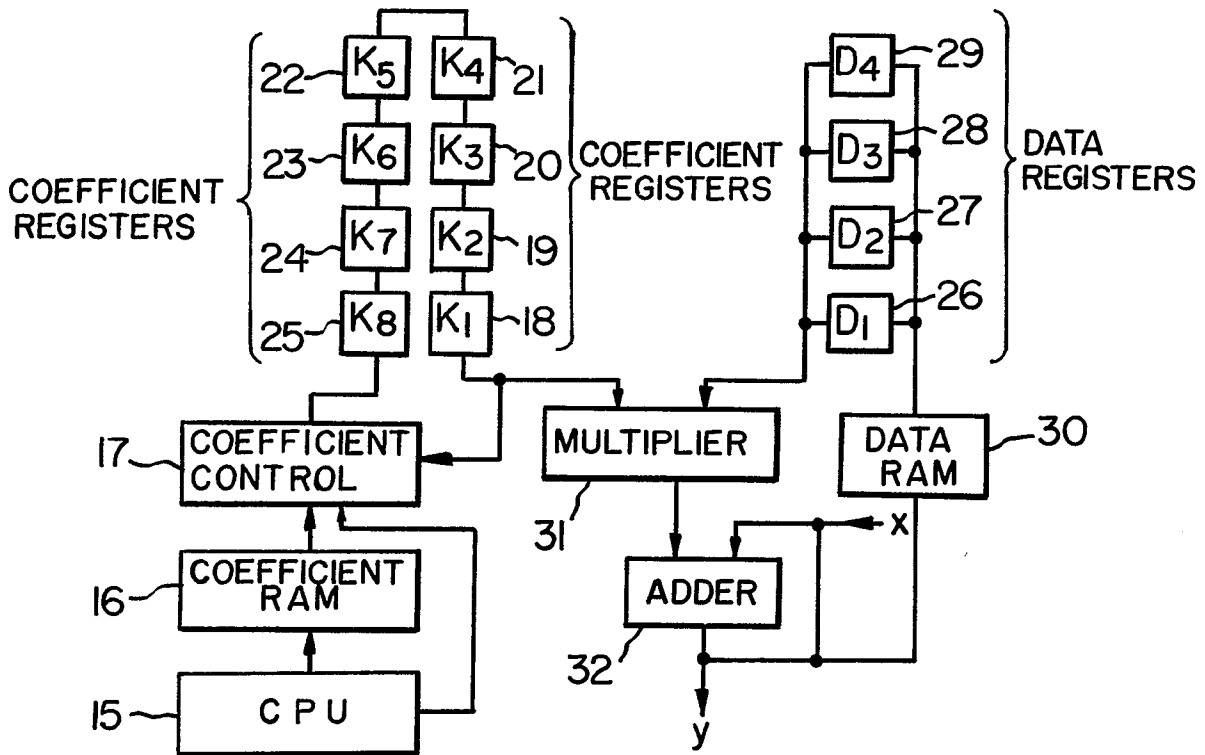 22 K5 K4 21
29 D4
23 K6 K3 20
28 D3
COEFFICIENT
REGISTERS
COEFFICIENT
REGISTERS
DATA
REGISTERS
24 K7 K2 19
27 D2
25 K8 K1 18
26 D1
17 COEFFICIENT
CONTROL
MULTIPLIER
31
DATA
RAM
30
x
16 COEFFICIENT
RAM
ADDER
32
15 CPU
y